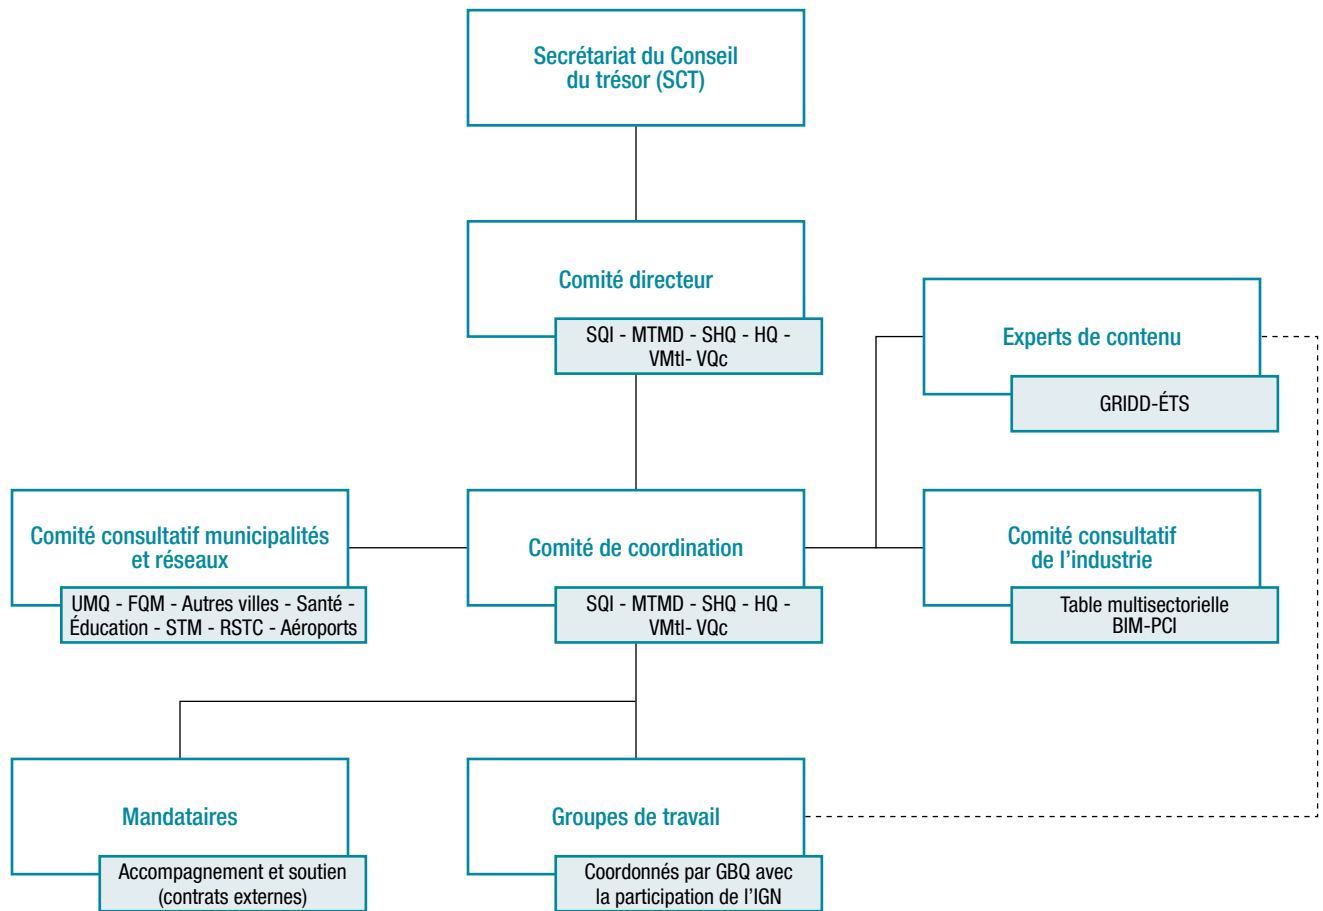 Secrétariat du Conseil
du trésor (SCT)
Comité directeur
SQI - MTMD - SHQ - HQ -
VMtl- VQc
Experts de contenu
GRIDD-ÉTS
Comité consultatif municipalités
et réseaux
UMQ - FQM - Autres villes - Santé -
Éducation - STM - RSTC - Aéroports
Comité de coordination
SQI - MTMD - SHQ - HQ -
VMtl- VQc
Comité consultatif
de l’industrie
Table multisectorielle
BIM-PCI
Mandataires
Accompagnement et soutien
(contrats externes)
Groupes de travail
Coordonnés par GBQ avec
la participation de l’IGN